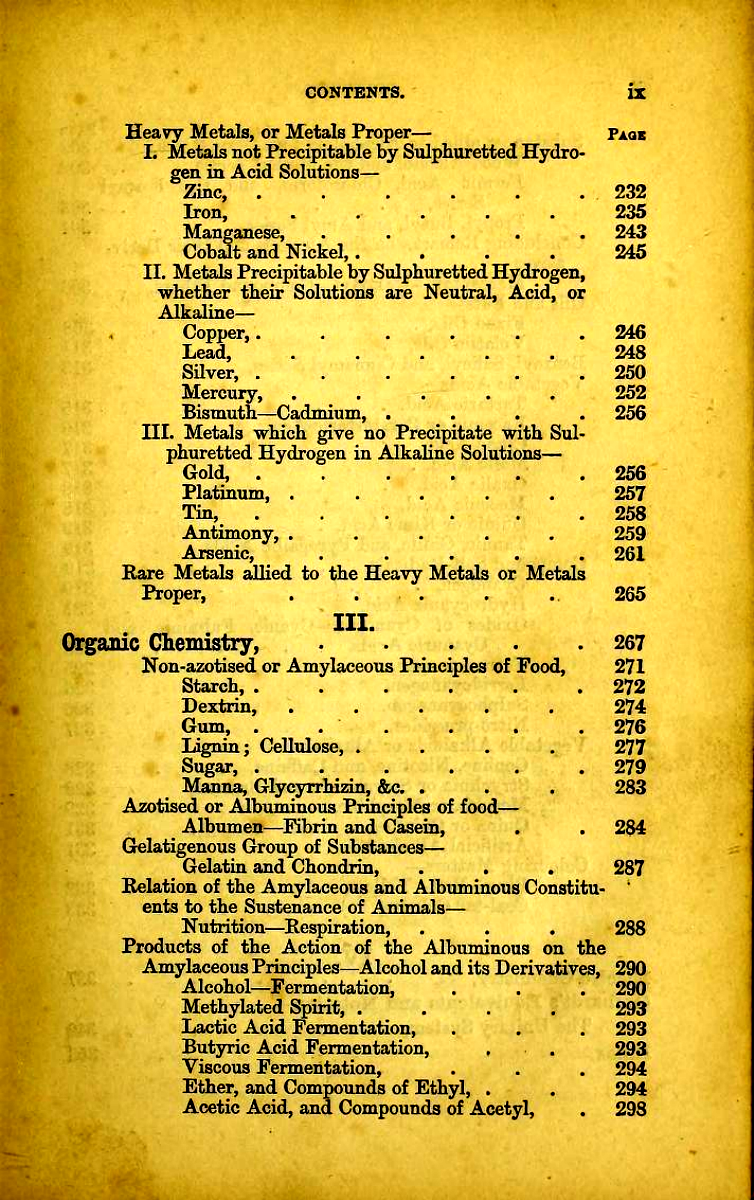 CONTENTS. ix
Heavy Metals, or Metals Proper— PAGE
I. Metals not Precipitable by Sulphuretted Hydro-
gen in Acid Solutions—
Zinc, . . . . . . 232
Iron, . . . . . 235
Manganese, . . . . . 243
Cobalt and Nickel, . . . . 245
II. Metals Precipitable by Sulphuretted Hydrogen,
whether their Solutions are Neutral, Acid, or
Alkaline—
Copper, . . . . . . 246
Lead, . . . . . 248
Silver, . . . . . . 250
Mercury, . . . . . 252
Bismuth—Cadmium, . . . . 256
III. Metals which give no Precipitate with Sul-
phuretted Hydrogen in Alkaline Solutions—
Gold, . . . . . . 256
Platinum, . . . . . 257
Tin, . . . . . . 258
Antimony, . . . . . 259
Arsenic, . . . . . 261
Rare Metals allied to the Heavy Metals or Metals
Proper, . . . . . 265
III.
Organic Chemistry, . . . . . 267
Non-azotised or Amylaceous Principles of Food, 271
Starch, . . . . . . 272
Dextrin, . . . . . 274
Gum, . . . . . . 276
Lignin; Cellulose, . . . . 277
Sugar, . . . . . . 279
Manna, Glycyrrhizin, &c. . . . 283
Azotised or Albuminous Principles of food—
Albumen—Fibrin and Casein, . . 284
Gelatigenous Group of Substances—
Gelatin and Chondrin, . . . 287
Relation of the Amylaceous and Albuminous Constitu-
ents to the Sustenance of Animals—
Nutrition—Respiration, . . . 288
Products of the Action of the Albuminous on the
Amylaceous Principles—Alcohol and its Derivatives, 290
Alcohol—Fermentation, . . . 290
Methylated Spirit, . . . . 293
Lactic Acid Fermentation, . . . 293
Butyric Acid Fermentation, . . 293
Viscous Fermentation, . . . 294
Ether, and Compounds of Ethyl, . . 294
Acetic Acid, and Compounds of Acetyl, . 298